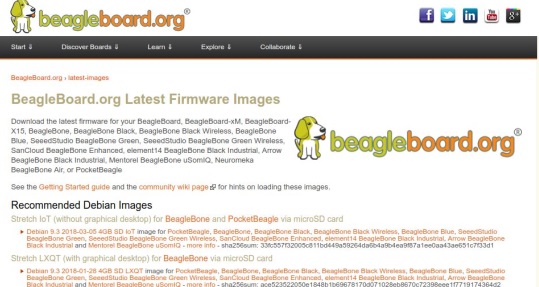 beagleboard.org®
Start ⇓ Discover Boards ⇓ Learn ⇓ Explore ⇓ Collaborate ⇓
BeagleBoard.org › latest-images
BeagleBoard.org Latest Firmware Images
Download the latest firmware for your BeagleBoard, BeagleBoard-xM, BeagleBoard-
X15, BeagleBone, BeagleBone Black, BeagleBone Black Wireless, BeagleBone
Blue, SeeedStudio BeagleBone Green, SeeedStudio BeagleBone Green Wireless,
SanCloud BeagleBone Enhanced, element14 BeagleBone Black Industrial, Arrow
BeagleBone Black Industrial, Mentorel BeagleBone uSomIQ, Neuromeka
BeagleBone Air, or PocketBeagle
beagleboard.org®
See the Getting Started guide and the community wiki page for hints on loading these images.
Recommended Debian Images
Stretch IoT (without graphical desktop) for BeagleBone and PocketBeagle via microSD card
Debian 9.3 2018-03-05 4GB SD IoT image for PocketBeagle, BeagleBone, BeagleBone Black, BeagleBone Black Wireless, BeagleBone Blue, SeeedStudio
BeagleBone Green, SeeedStudio BeagleBone Green Wireless, SanCloud BeagleBone Enhanced, element14 BeagleBone Black Industrial, Arrow BeagleBone
Black Industrial and Mentorel BeagleBone uSomIQ - more info - sha256sum:
Stretch LXQT (with graphical desktop) for BeagleBone via microSD card
Debian 9.3 2018-01-28 4GB SD LXQT image for PocketBeagle, BeagleBone, BeagleBone Black, BeagleBone Black Wireless, BeagleBone Blue, SeeedStudio
BeagleBone Green, SeeedStudio BeagleBone Green Wireless, SanCloud BeagleBone Enhanced, element14 BeagleBone Black Industrial, Arrow BeagleBone
Black Industrial and Mentorel BeagleBone uSomIQ - more info - sha256sum: